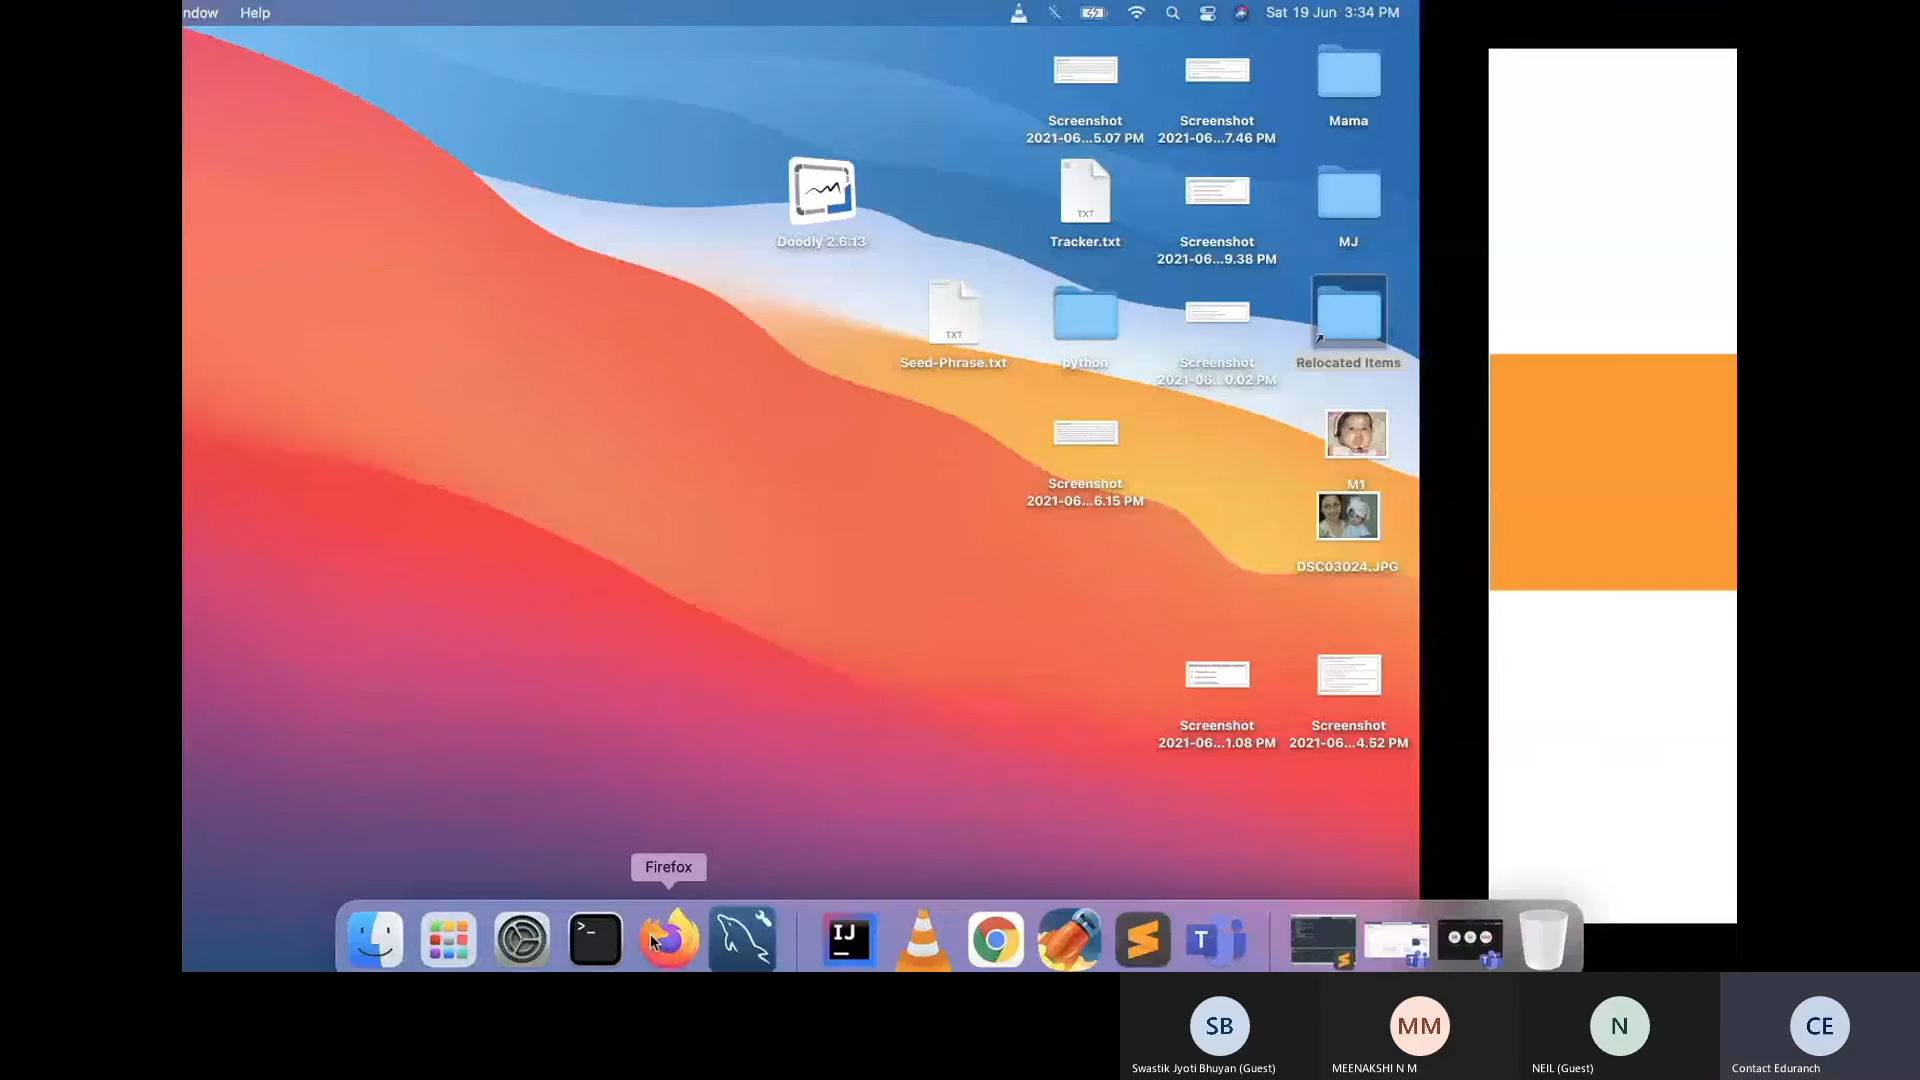 ndow Help Sat 19 Jun 3:34 PM
Screenshot
2021-06...5.07 PM
Screenshot
2021-06...7.46 PM
Mama
Doodly 2.6.13
TXT
Tracker.txt
Screenshot
2021-06...9.38 PM
MJ
TXT
Seed-Phrase.txt
python
Screenshot
2021-06...0.02 PM
Relocated Items
Screenshot
2021-06...6.15 PM
M1
DSC03024.JPG
Screenshot
2021-06...1.08 PM
Screenshot
2021-06...4.52 PM
Firefox
>_
IJ
T
SB
MM
N
CE
Swastik Jyoti Bhuyan (Guest)
MEENAKSHI N M
NEIL (Guest)
Contact Eduranch